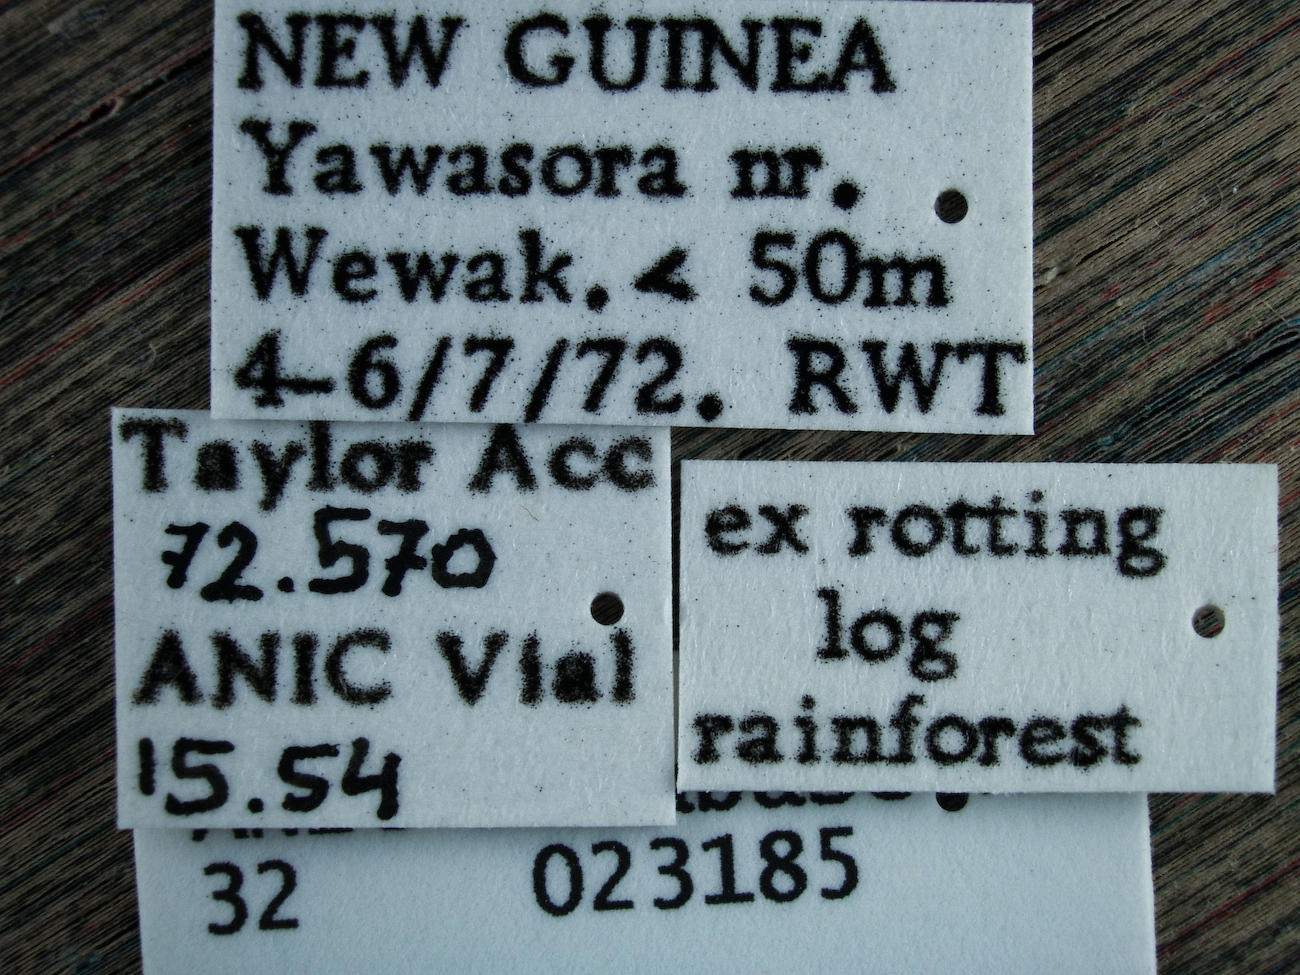 NEW GUINEA
Yawasora nr.
Wewak. < 50m
4-6/7/72. RWT
Taylor Acc
72.570
ANIC Vial
15.54
ex rotting
log
rainforest
32 023185